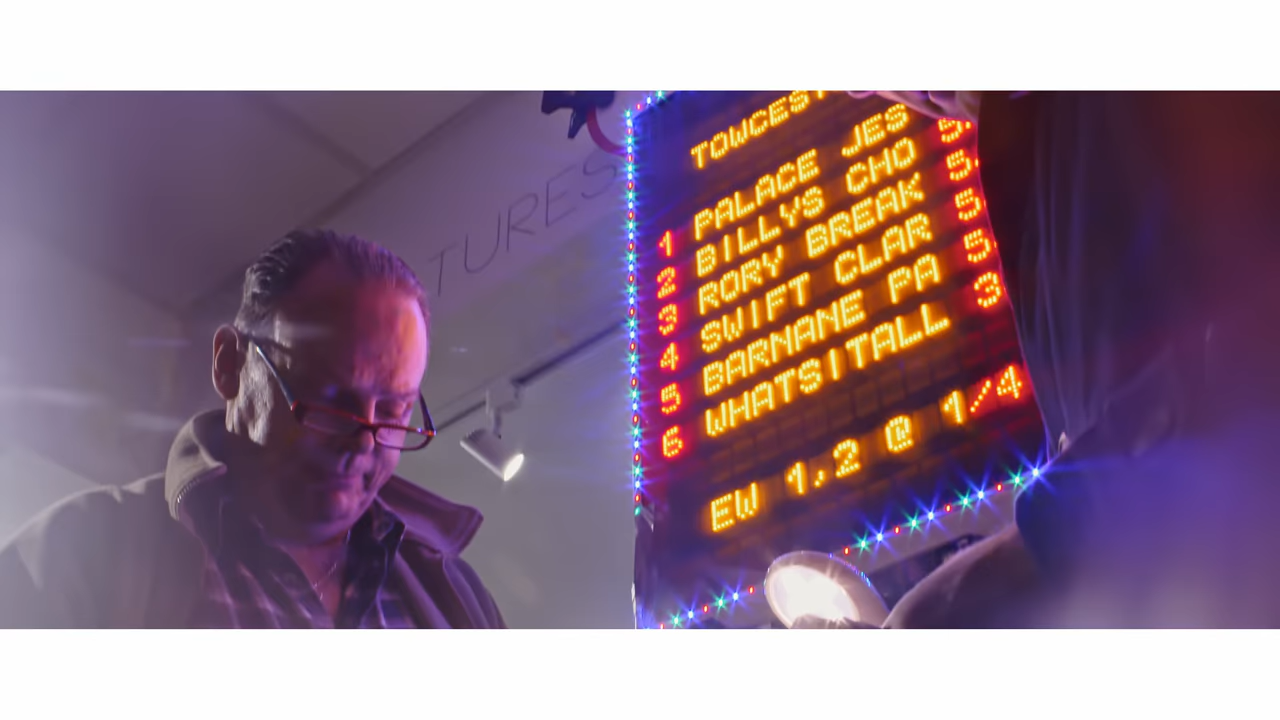 TURES
TOWCEST
1 PALACE JES 5.
2 BILLYS CHO 5.
3 RORY BREAK 5.
4 SWIFT CLAR 5.
5 BARNANE PA 3
6 WHATSITALL
EW 1,2 @ 1/4